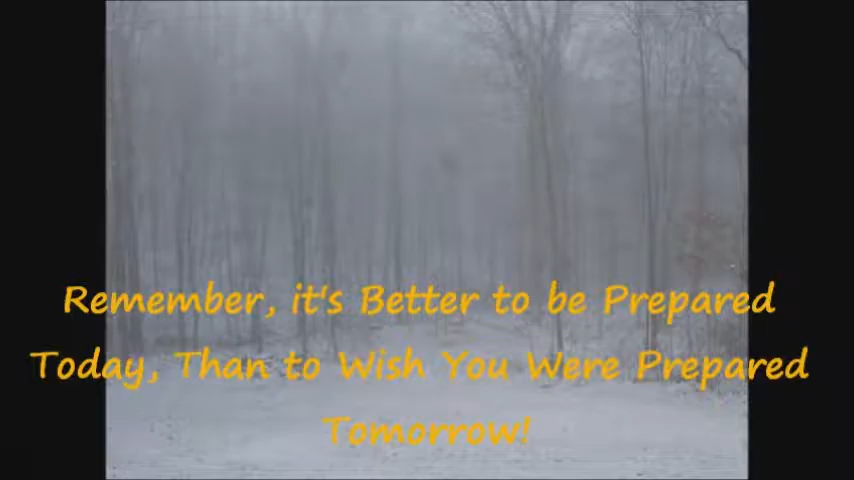 Remember, it's Better to be Prepared
Today, Than to Wish You Were Prepared
Tomorrow!